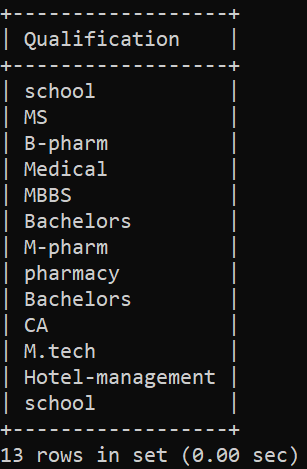 +------------------+
| Qualification    |
+------------------+
| school           |
| MS               |
| B-pharm          |
| Medical          |
| MBBS             |
| Bachelors        |
| M-pharm          |
| pharmacy         |
| Bachelors        |
| CA               |
| M.tech           |
| Hotel-management |
| school           |
+------------------+
13 rows in set (0.00 sec)